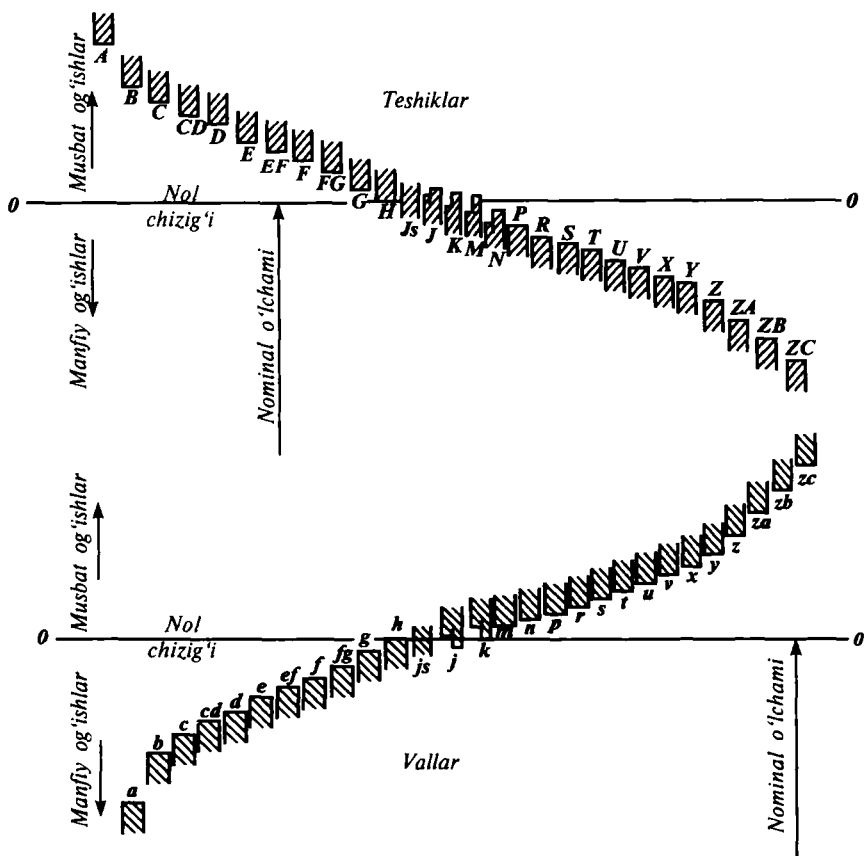 Musbat og‘ishlar
A
B
C
CD
D
E
EF
F
FG
G
H
Js
J
K
M
N
P
R
S
T
U
V
X
Y
Z
ZA
ZB
ZC
Teshiklar
0
Nol
chizig‘i
0
Manfiy og‘ishlar
Nominal o‘lchami
Musbat og‘ishlar
0
Nol
chizig‘i
0
a
b
c
cd
d
e
ef
f
fg
g
h
js
j
k
m
n
p
r
s
t
u
v
x
y
z
za
zb
zc
Manfiy og‘ishlar
Vallar
Nominal o‘lchami